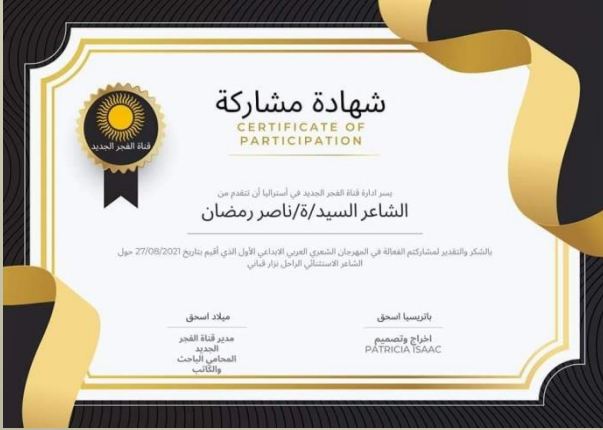 شهادة مشاركة
CERTIFICATE OF
PARTICIPATION
قناة الفجر الجديد
يسر ادارة قناة الفجر الجديد في أستراليا أن تتقدم من
الشاعر السيد/ة/ناصر رمضان
بالشكر والتقدير لمشاركتم الفعالة في المهرجان الشعري العربي الابداعي الأول الذي أقيم بتاريخ 27/08/2021 حول
الشاعر الاستثنائي الراحل نزار قباني
باتريسيا اسحق
اخراج وتصميم
PATRICIA ISAAC
ميلاد اسحق
مدير قناة الفجر
الجديد
المحامي الباحث
والكاتب